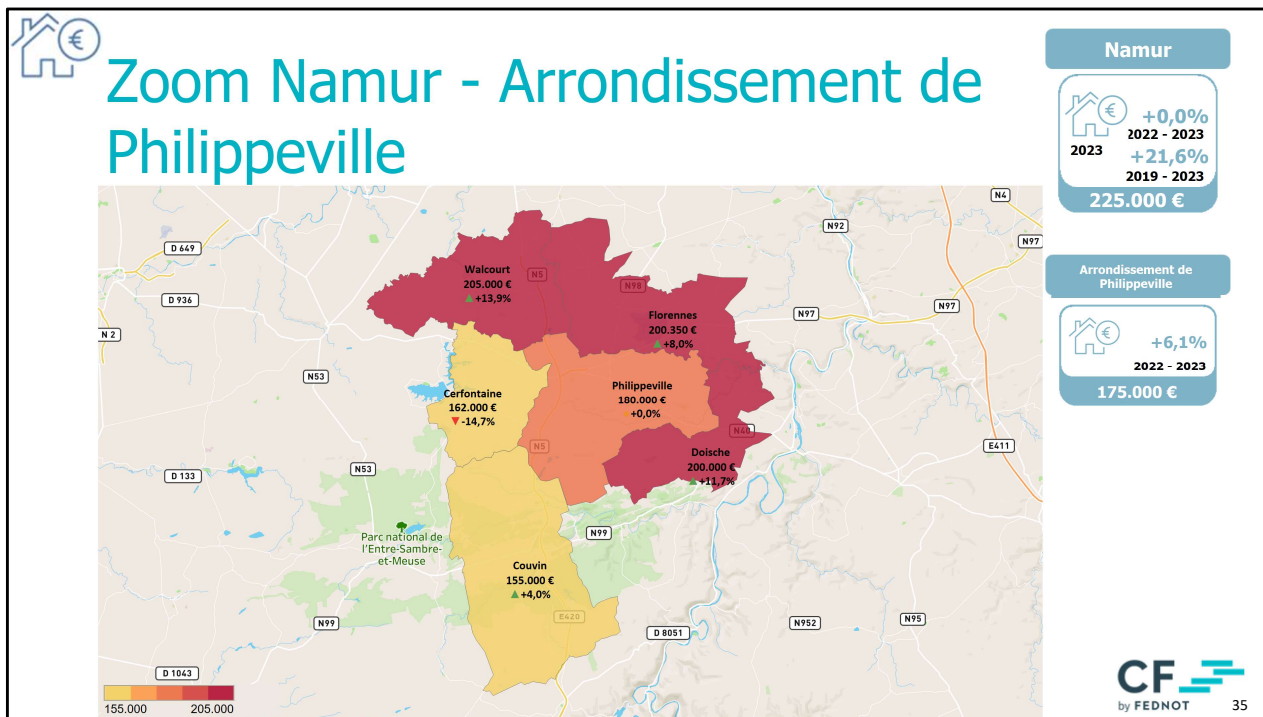 Zoom Namur - Arrondissement de
Philippeville
Namur
+0,0%
2022 - 2023
2023
+21,6%
2019 - 2023
225.000 €
Arrondissement de
Philippeville
+6,1%
2022 - 2023
175.000 €
N4
N92
N97
D 649
Walcourt
205.000 €
▲ +13,9%
N5
N98
D 936
N97
N97
Florennes
200.350 €
▲ +8,0%
N 2
N53
Cerfontaine
162.000 €
▼ -14,7%
Philippeville
180.000 €
+0,0%
N40
E411
N5
Doische
200.000 €
▲ +11,7%
N53
D 133
Parc national de
l'Entre-Sambre-
et-Meuse
N99
Couvin
155.000 €
▲ +4,0%
E420
N99
D 8051
N952
N95
D 1043
155.000
205.000
CF
by FEDNOT
35